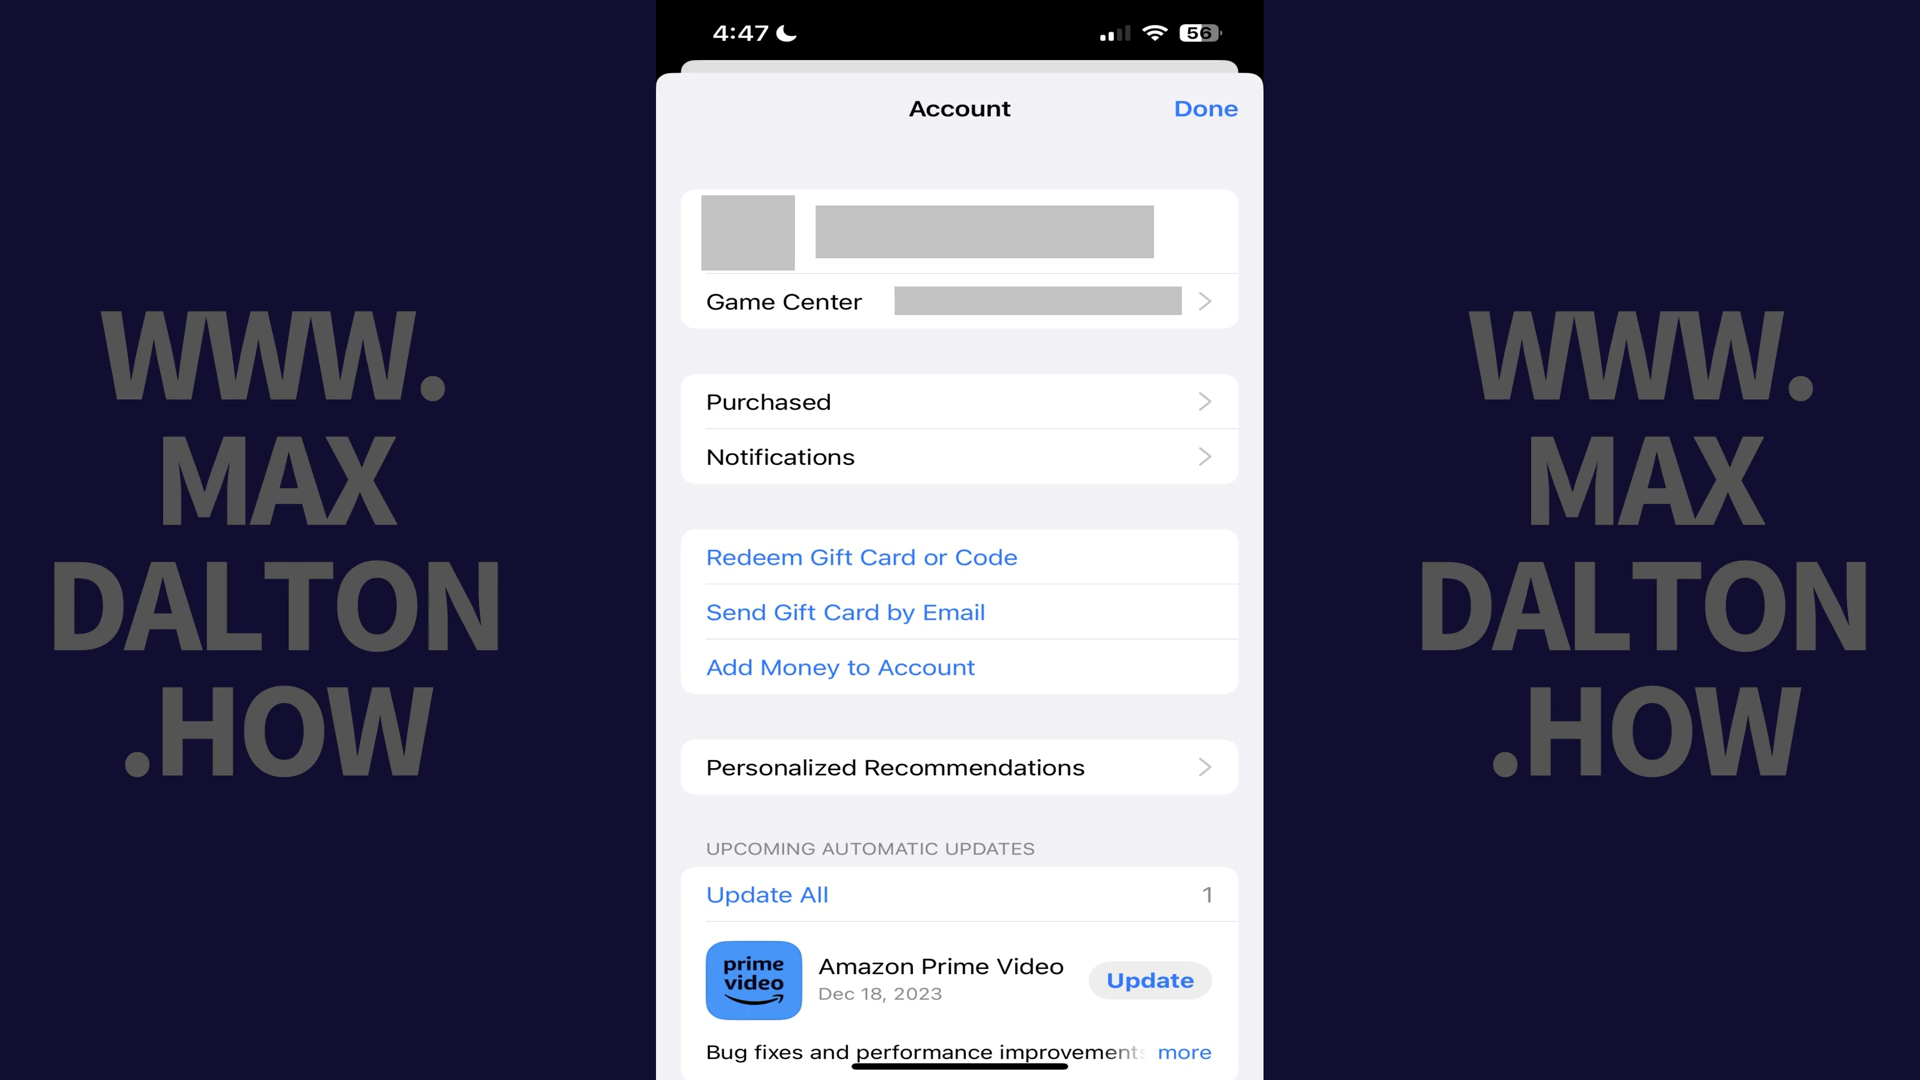 4:47
56
Account
Done
Game Center
Purchased
Notifications
Redeem Gift Card or Code
Send Gift Card by Email
Add Money to Account
Personalized Recommendations
UPCOMING AUTOMATIC UPDATES
Update All
1
prime
video
Amazon Prime Video
Dec 18, 2023
Update
Bug fixes and performance improvements
more
WWW.
MAX
DALTON
.HOW
WWW.
MAX
DALTON
.HOW